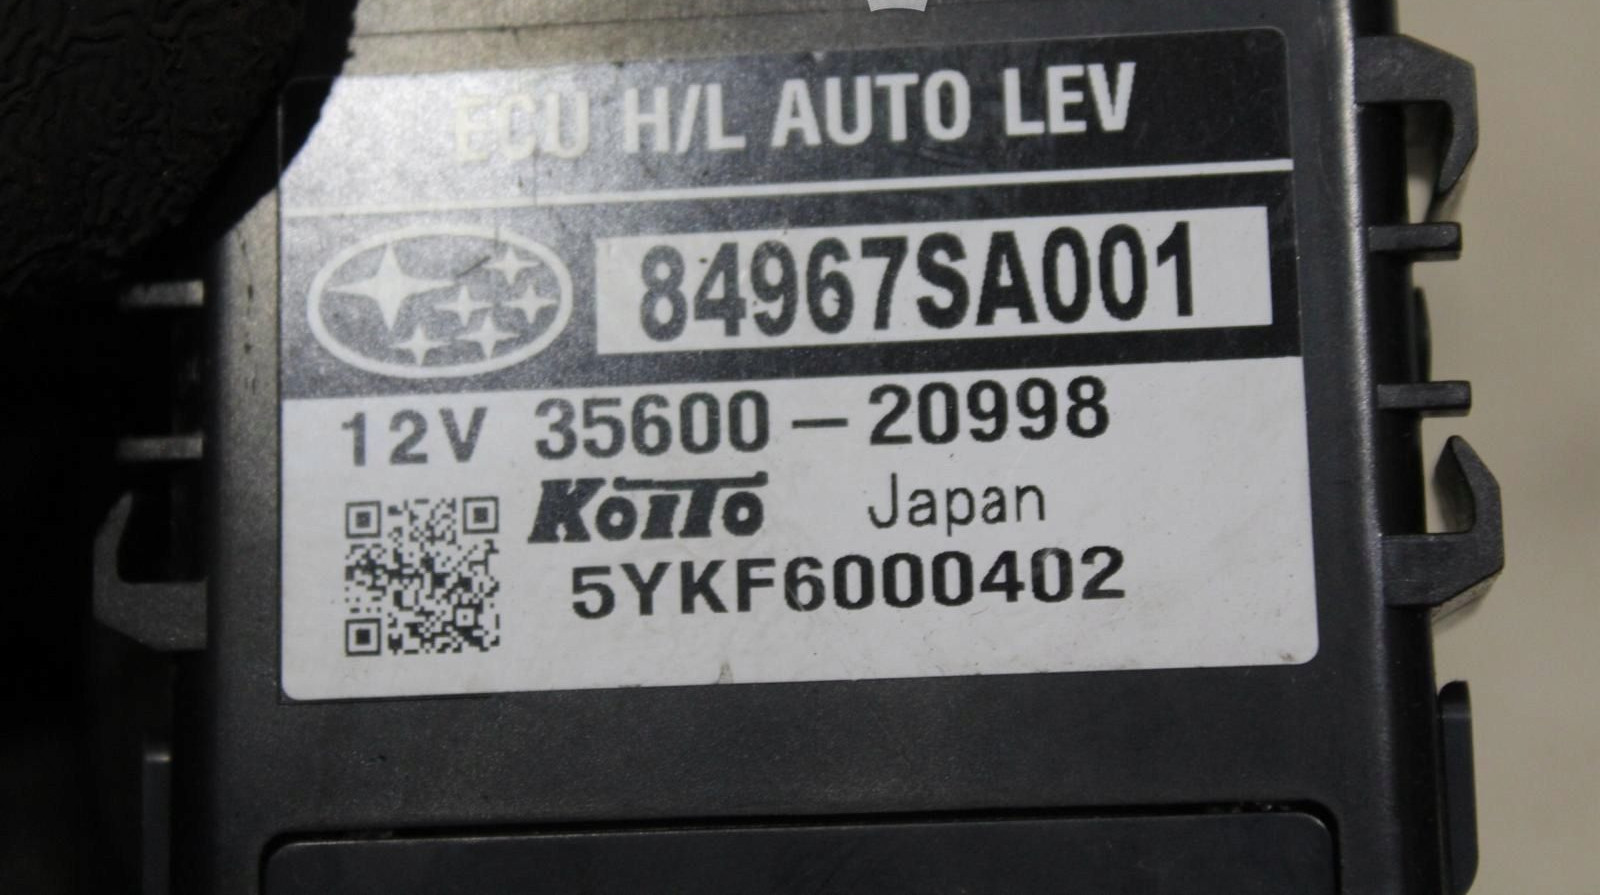 ECU H/L AUTO LEV
84967SA001
12V 35600-20998
KOITO Japan
5YKF6000402